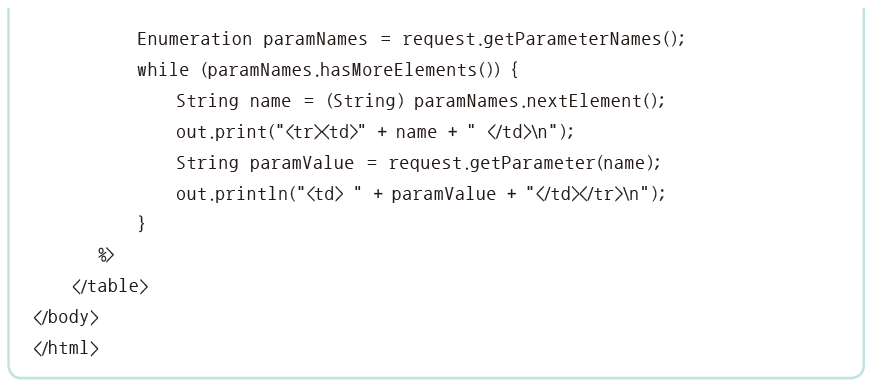 Enumeration paramNames = request.getParameterNames();
while (paramNames.hasMoreElements()) {
String name = (String) paramNames.nextElement();
out.print("<tr><td>" + name + " </td>\n");
String paramValue = request.getParameter(name);
out.println("<td> " + paramValue + "</td></tr>\n");
}
%>
</table>
</body>
</html>